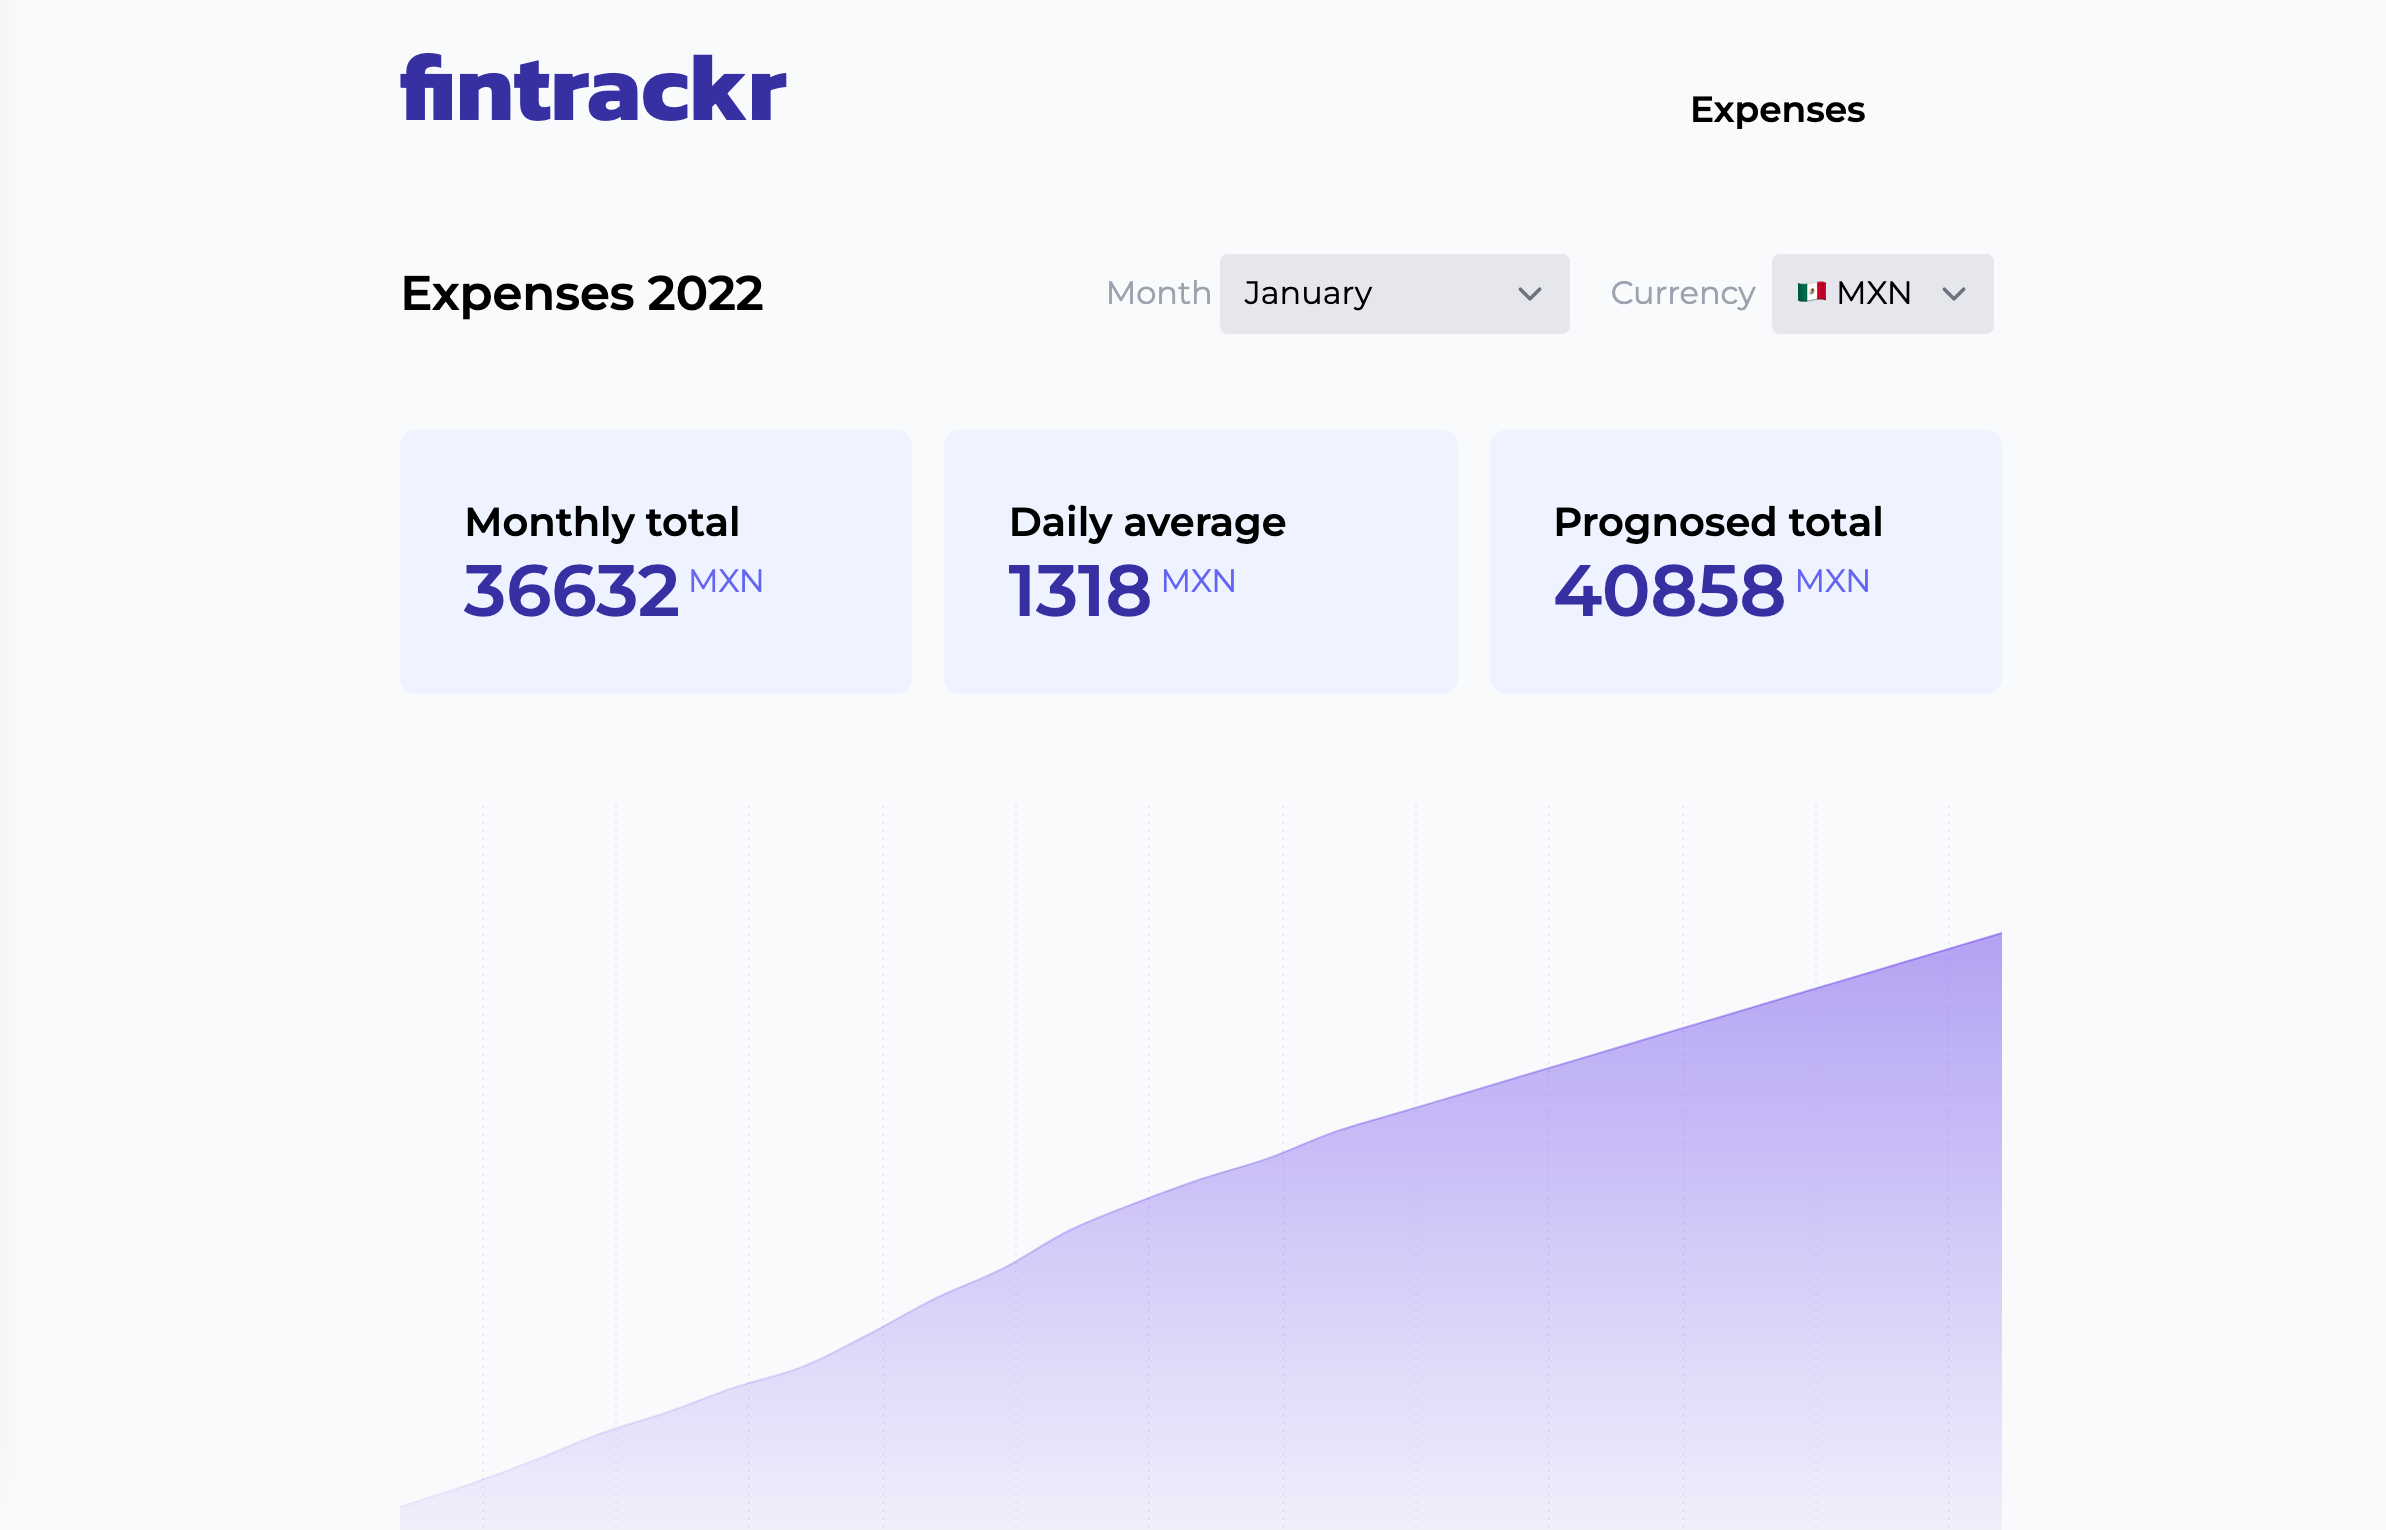 fintrackr
Expenses
Expenses 2022
Month January Currency MXN
Monthly total
36632 MXN
Daily average
1318 MXN
Prognosed total
40858 MXN